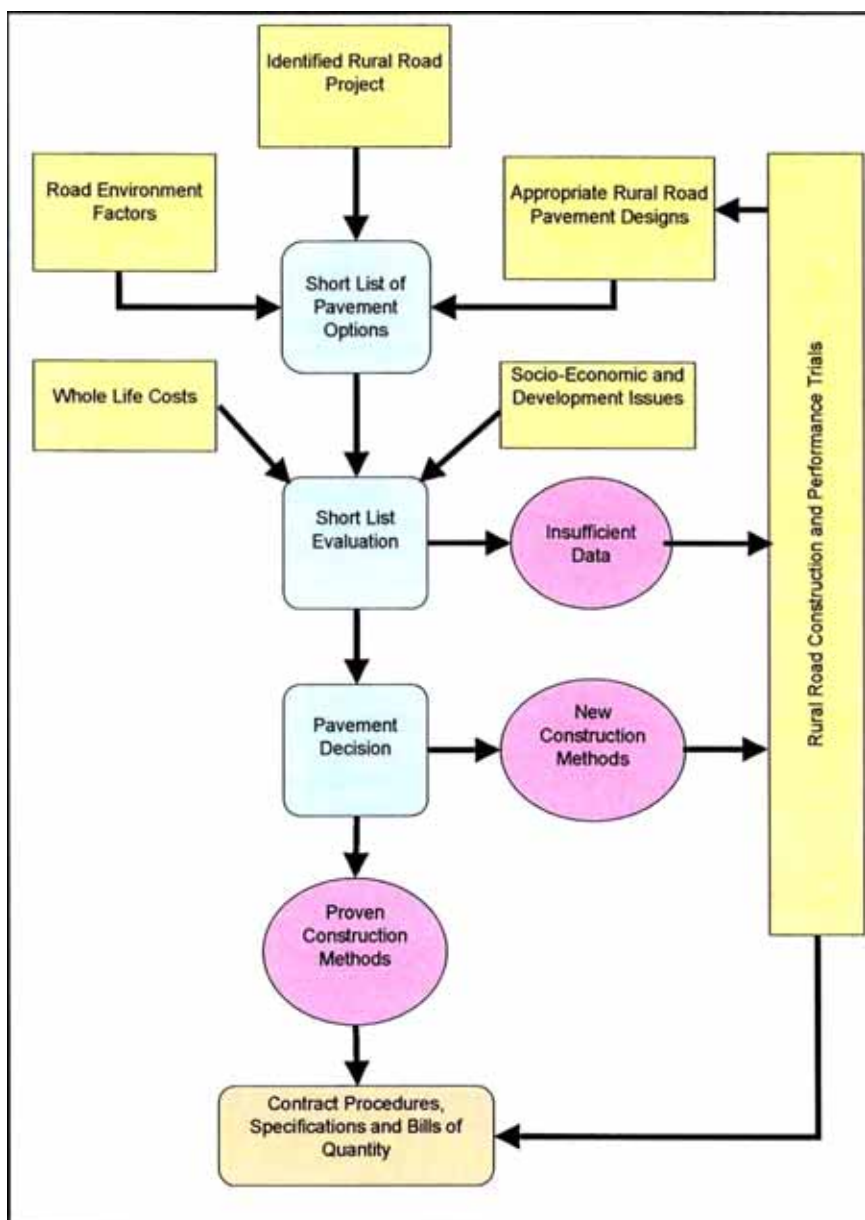 Identified Rural Road
Project
Road Environment
Factors
Appropriate Rural Road
Pavement Designs
Short List of
Pavement
Options
Whole Life Costs
Socio-Economic and
Development Issues
Short List
Evaluation
Insufficient
Data
Rural Road Construction and Performance Trials
Pavement
Decision
New
Construction
Methods
Proven
Construction
Methods
Contract Procedures,
Specifications and Bills of
Quantity